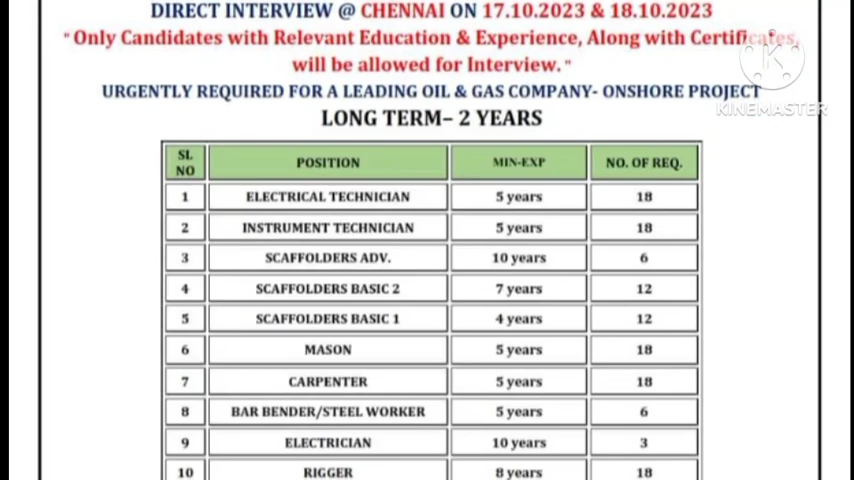 DIRECT INTERVIEW @ CHENNAI ON 17.10.2023 & 18.10.2023
"Only Candidates with Relevant Education & Experience, Along with Certificates,
will be allowed for Interview. "
K
KINEMASTER
URGENTLY REQUIRED FOR A LEADING OIL & GAS COMPANY- ONSHORE PROJECT
LONG TERM– 2 YEARS
SL NO POSITION MIN-EXP NO. OF REQ.
1 ELECTRICAL TECHNICIAN 5 years 18
2 INSTRUMENT TECHNICIAN 5 years 18
3 SCAFFOLDERS ADV. 10 years 6
4 SCAFFOLDERS BASIC 2 7 years 12
5 SCAFFOLDERS BASIC 1 4 years 12
6 MASON 5 years 18
7 CARPENTER 5 years 18
8 BAR BENDER/STEEL WORKER 5 years 6
9 ELECTRICIAN 10 years 3
10 RIGGER 8 years 18